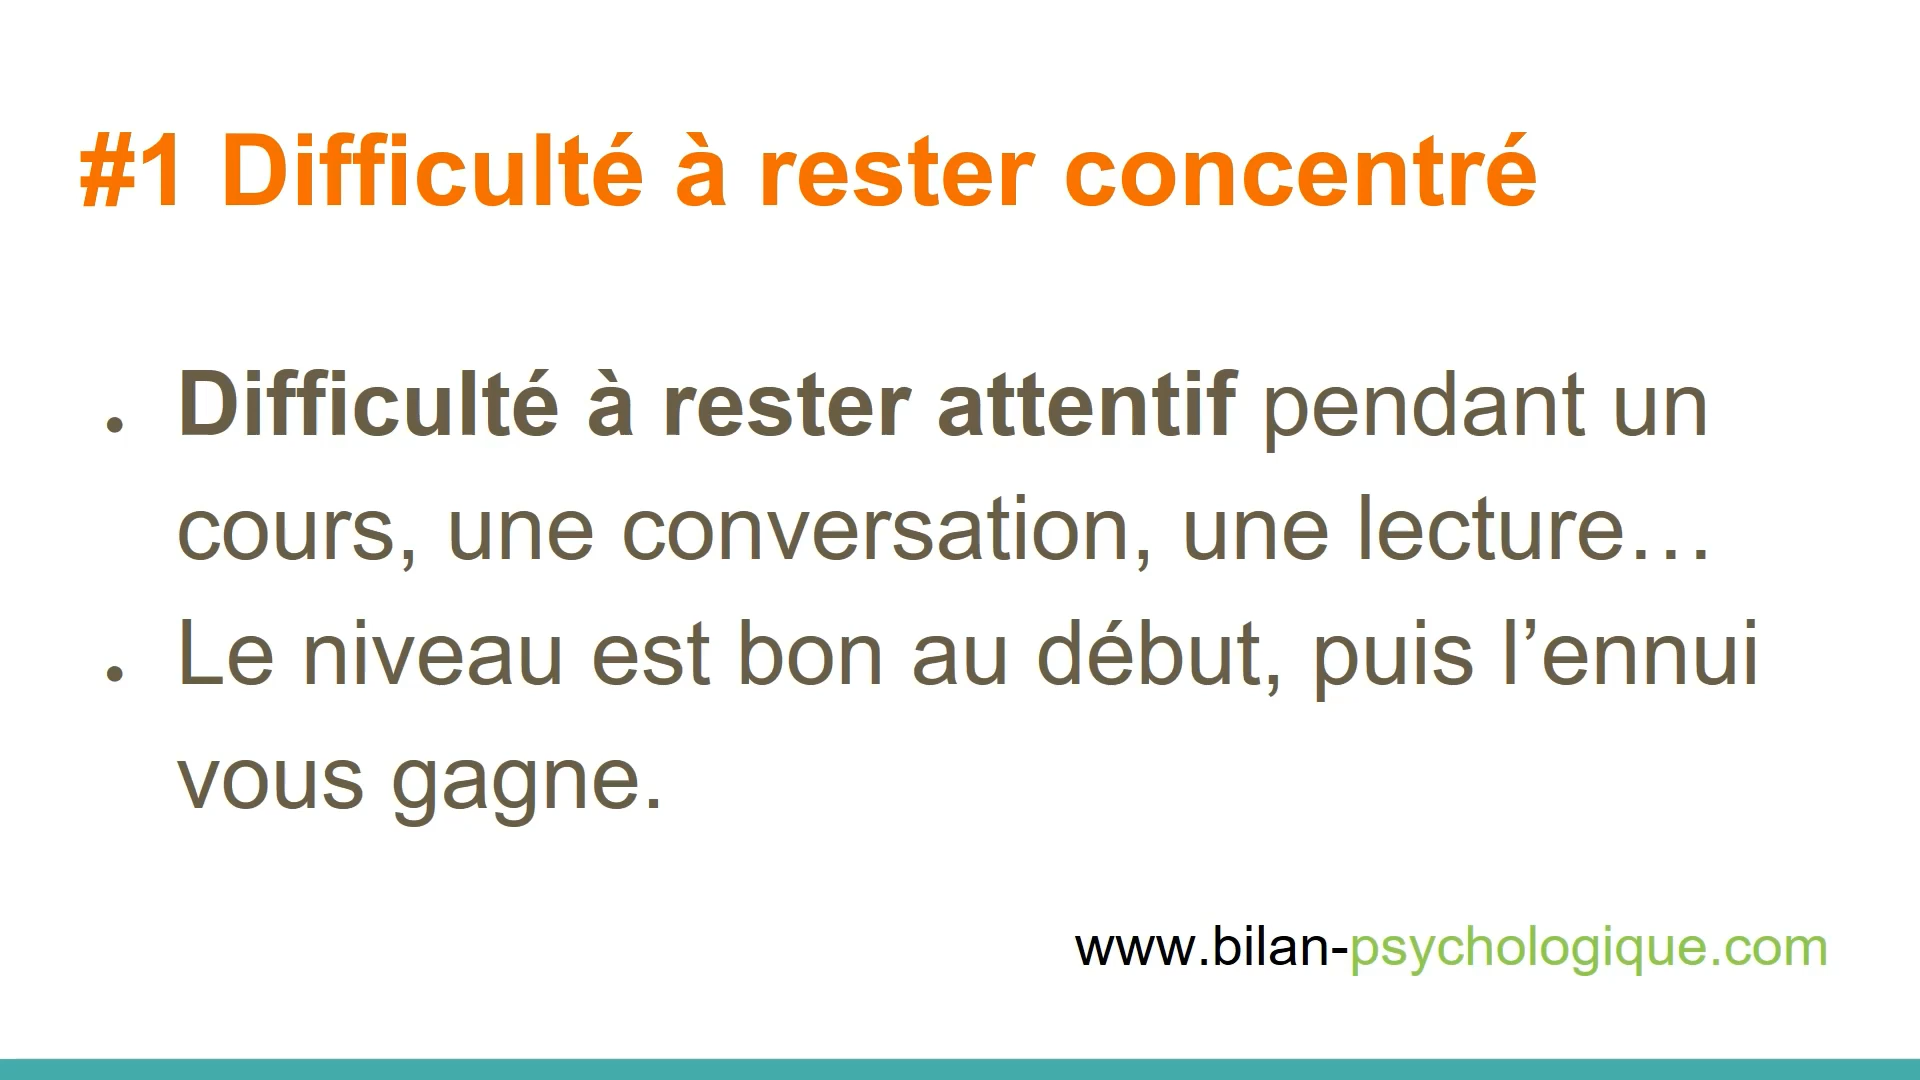 #1 Difficulté à rester concentré
• Difficulté à rester attentif pendant un
cours, une conversation, une lecture…
• Le niveau est bon au début, puis l’ennui
vous gagne.
www.bilan-psychologique.com